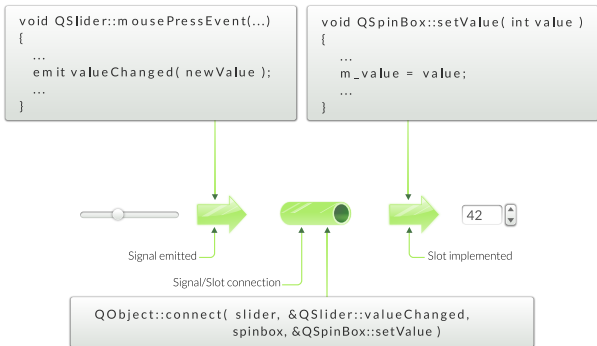 void QSlider::mousePressEvent(...)
{
...
emit valueChanged( newValue );
...
}
void QSpinBox::setValue( int value )
{
...
m_value = value;
...
}
42
Signal emitted
Slot implemented
Signal/Slot connection
QObject::connect( slider, &QSlider::valueChanged,
spinbox, &QSpinBox::setValue )